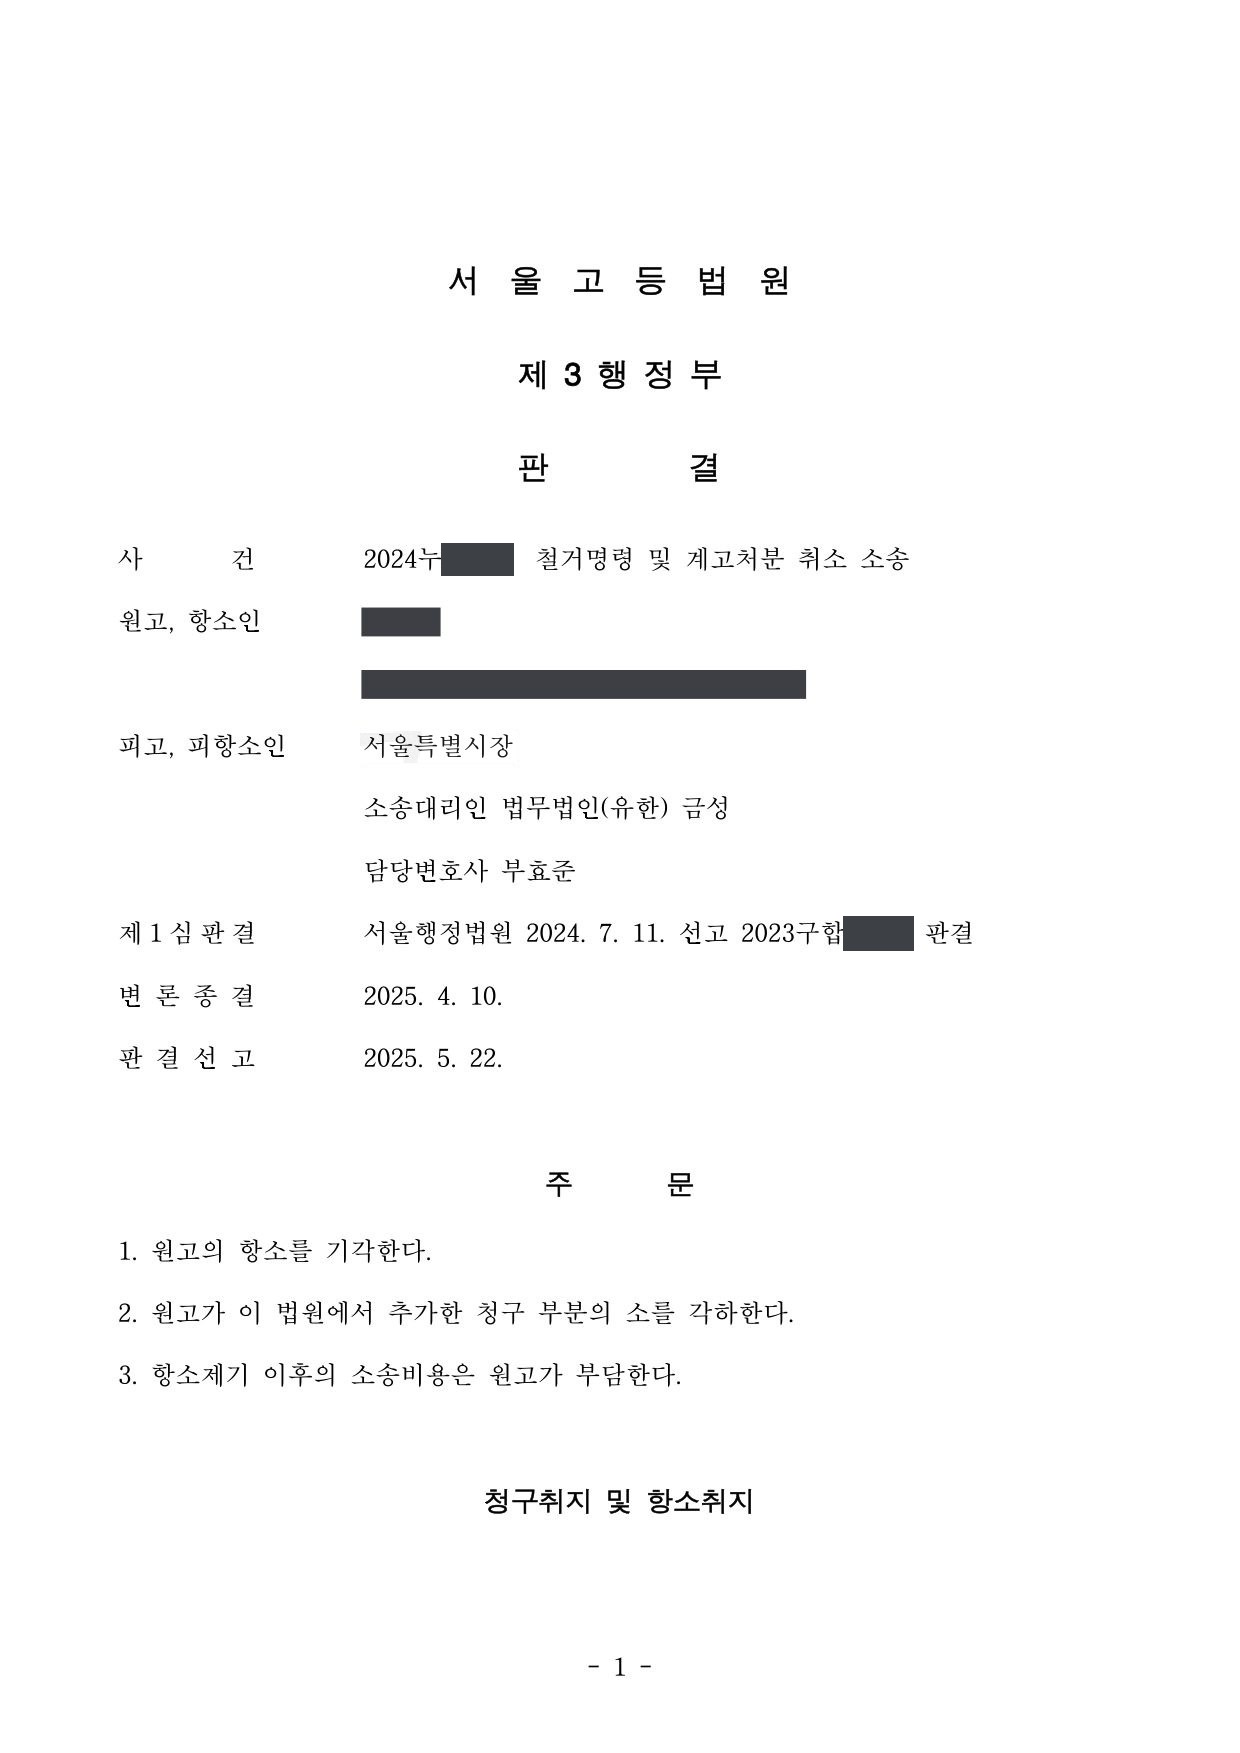 서 울 고 등 법 원
제 3 행 정 부
판 결
사 건 2024누 철거명령 및 계고처분 취소 소송
원고, 항소인
피고, 피항소인 서울특별시장
소송대리인 법무법인(유한) 금성
담당변호사 부효준
제 1 심 판 결 서울행정법원 2024. 7. 11. 선고 2023구합 판결
변 론 종 결 2025. 4. 10.
판 결 선 고 2025. 5. 22.
주 문
1. 원고의 항소를 기각한다.
2. 원고가 이 법원에서 추가한 청구 부분의 소를 각하한다.
3. 항소제기 이후의 소송비용은 원고가 부담한다.
청구취지 및 항소취지
- 1 -